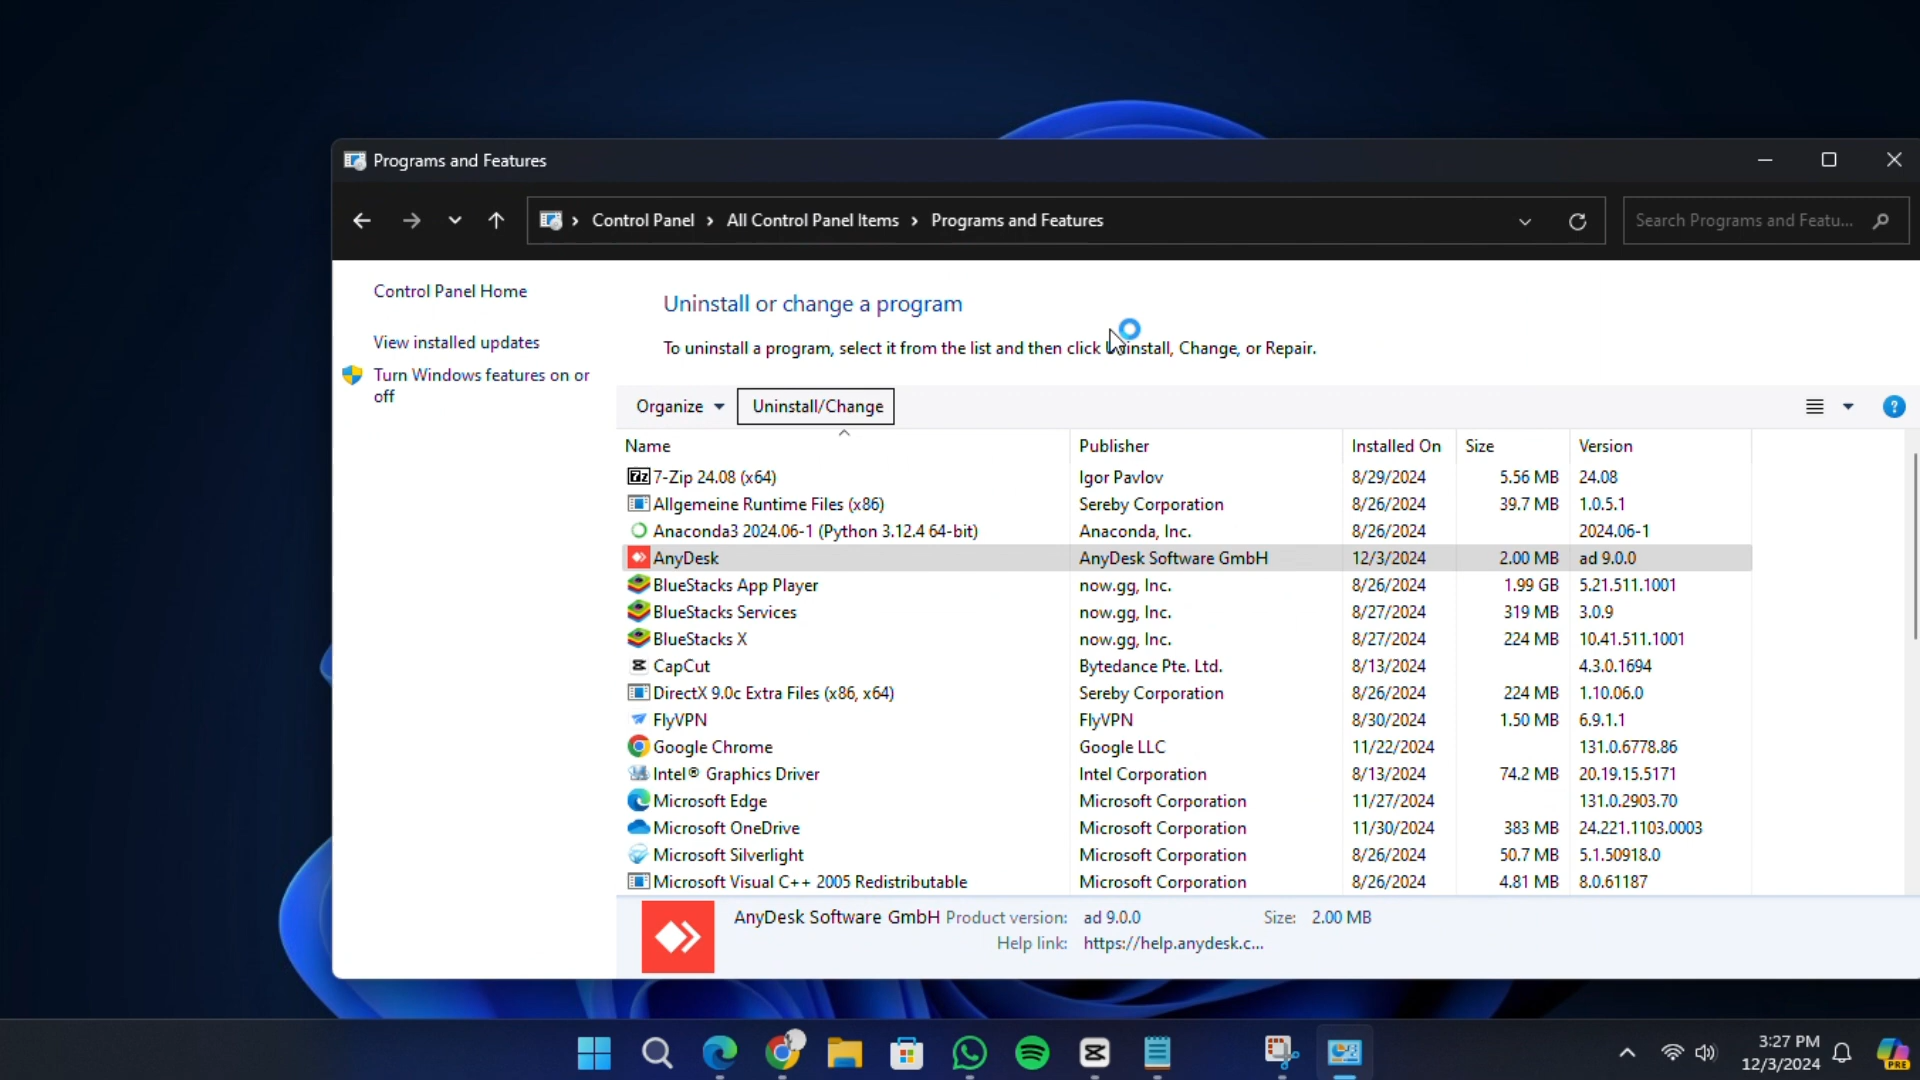 Programs and Features
Control Panel > All Control Panel Items > Programs and Features
Search Programs and Featu...
Control Panel Home
View installed updates
Turn Windows features on or
off
Uninstall or change a program
To uninstall a program, select it from the list and then click Uninstall, Change, or Repair.
Organize Uninstall/Change ?
Name Publisher Installed On Size Version
7z 7-Zip 24.08 (x64) Igor Pavlov 8/29/2024 5.56 MB 24.08
Allgemeine Runtime Files (x86) Sereby Corporation 8/26/2024 39.7 MB 1.0.5.1
Anaconda3 2024.06-1 (Python 3.12.4 64-bit) Anaconda, Inc. 8/26/2024 2024.06-1
AnyDesk AnyDesk Software GmbH 12/3/2024 2.00 MB ad 9.0.0
BlueStacks App Player now.gg, Inc. 8/26/2024 1.99 GB 5.21.511.1001
BlueStacks Services now.gg, Inc. 8/27/2024 319 MB 3.0.9
BlueStacks X now.gg, Inc. 8/27/2024 224 MB 10.41.511.1001
CapCut Bytedance Pte. Ltd. 8/13/2024 4.3.0.1694
DirectX 9.0c Extra Files (x86, x64) Sereby Corporation 8/26/2024 224 MB 1.10.06.0
FlyVPN FlyVPN 8/30/2024 1.50 MB 6.9.1.1
Google Chrome Google LLC 11/22/2024 131.0.6778.86
Intel® Graphics Driver Intel Corporation 8/13/2024 74.2 MB 20.19.15.5171
Microsoft Edge Microsoft Corporation 11/27/2024 131.0.2903.70
Microsoft OneDrive Microsoft Corporation 11/30/2024 383 MB 24.221.1103.0003
Microsoft Silverlight Microsoft Corporation 8/26/2024 50.7 MB 5.1.50918.0
Microsoft Visual C++ 2005 Redistributable Microsoft Corporation 8/26/2024 4.81 MB 8.0.61187
AnyDesk Software GmbH Product version: ad 9.0.0 Size: 2.00 MB
Help link: https://help.anydesk.c...
3:27 PM
12/3/2024
PRE